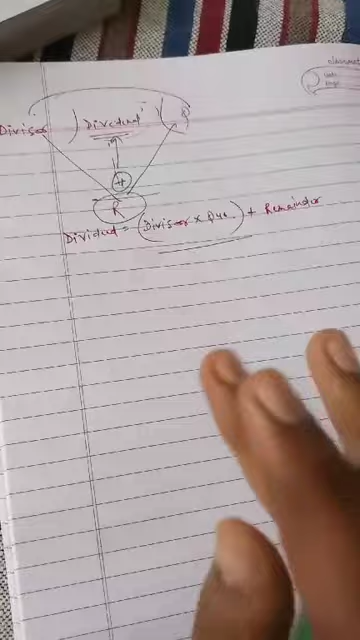 Divisor ) Dividend ( Q
+
R
Dividend = (Divisor × Quo.) + Remainder